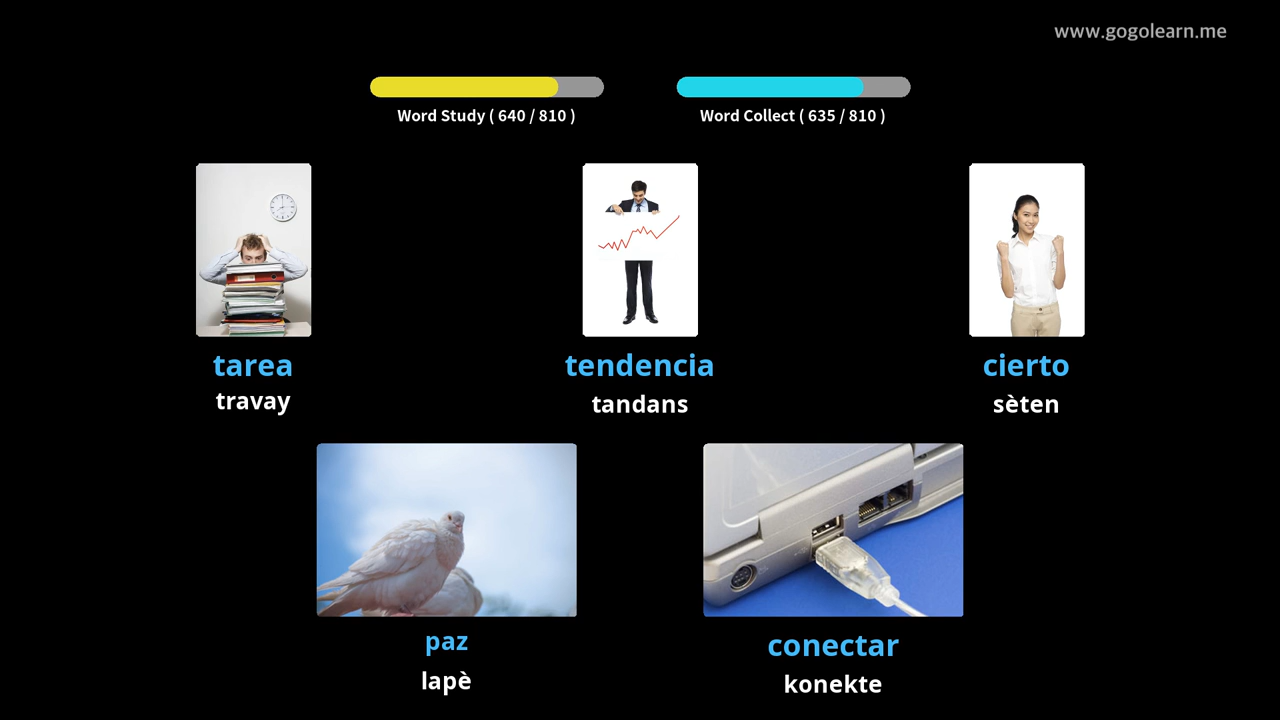 www.gogolearn.me
Word Study ( 640 / 810 )
Word Collect ( 635 / 810 )
tarea
travay
tendencia
tandans
cierto
sèten
paz
lapè
conectar
konekte